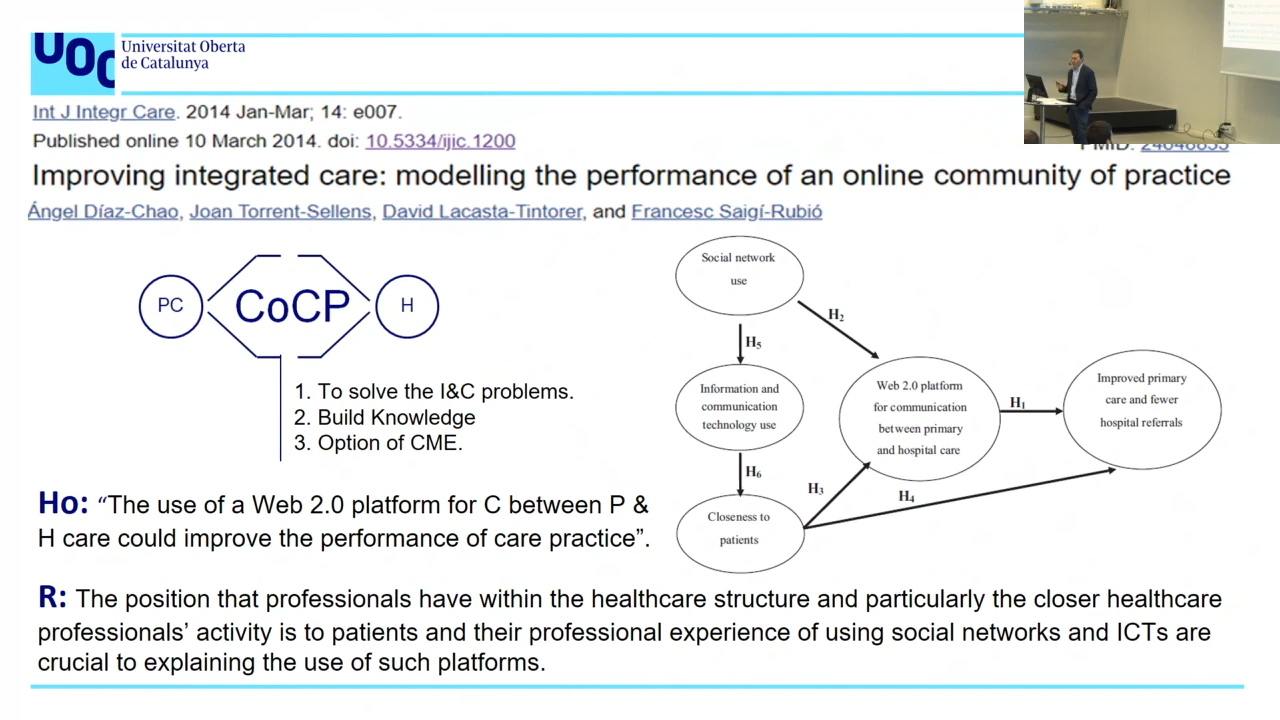 UOC
Universitat Oberta
de Catalunya
Int J Integr Care. 2014 Jan-Mar; 14: e007.
Published online 10 March 2014. doi: 10.5334/ijic.1200
Improving integrated care: modelling the performance of an online community of practice
Ángel Díaz-Chao, Joan Torrent-Sellens, David Lacasta-Tintorer, and Francesc Saigí-Rubió
PC
CoCP
H
1. To solve the I&C problems.
2. Build Knowledge
3. Option of CME.
Social network
use
H2
H5
Information and
communication
technology use
Web 2.0 platform
for communication
between primary
and hospital care
H1
Improved primary
care and fewer
hospital referrals
H6
H3
H4
Closeness to
patients
Ho: “The use of a Web 2.0 platform for C between P &
H care could improve the performance of care practice”.
R: The position that professionals have within the healthcare structure and particularly the closer healthcare
professionals’ activity is to patients and their professional experience of using social networks and ICTs are
crucial to explaining the use of such platforms.